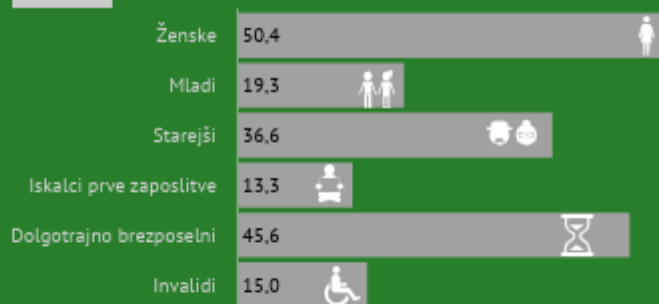 Ženske 50,4
Mladi 19,3
Starejši 36,6
Iskalci prve zaposlitve 13,3
Dolgotrajno brezposelni 45,6
Invalidi 15,0